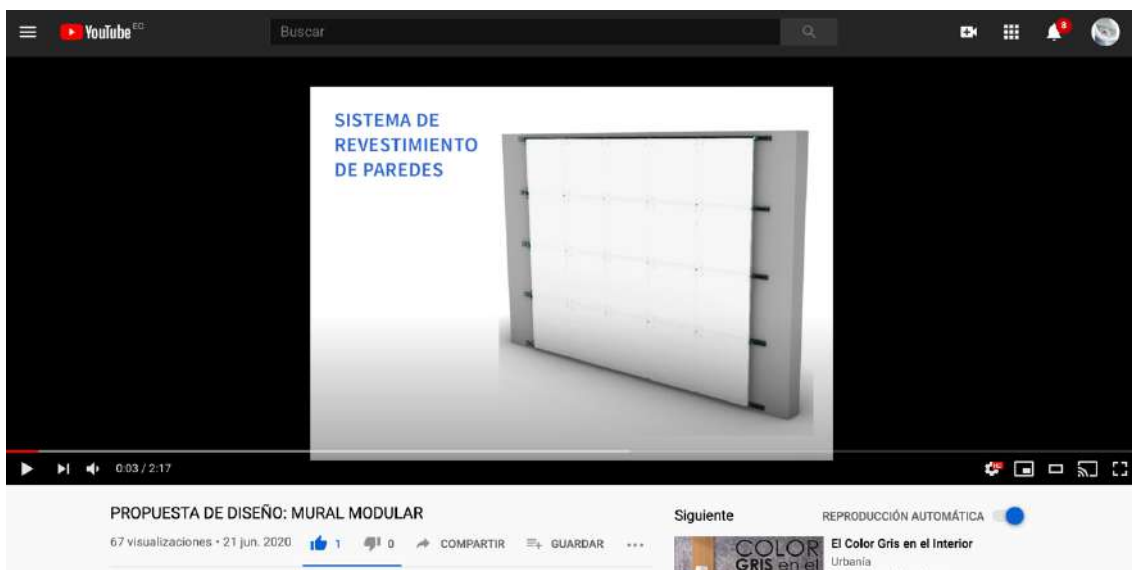 YouTube EC
Buscar
8
SISTEMA DE
REVESTIMIENTO
DE PAREDES
0:03 / 2:17
HD
PROPUESTA DE DISEÑO: MURAL MODULAR
67 visualizaciones • 21 jun. 2020
1
0
COMPARTIR
GUARDAR
Siguiente
REPRODUCCIÓN AUTOMÁTICA
COLOR
GRIS en el
El Color Gris en el Interior
Urbanía